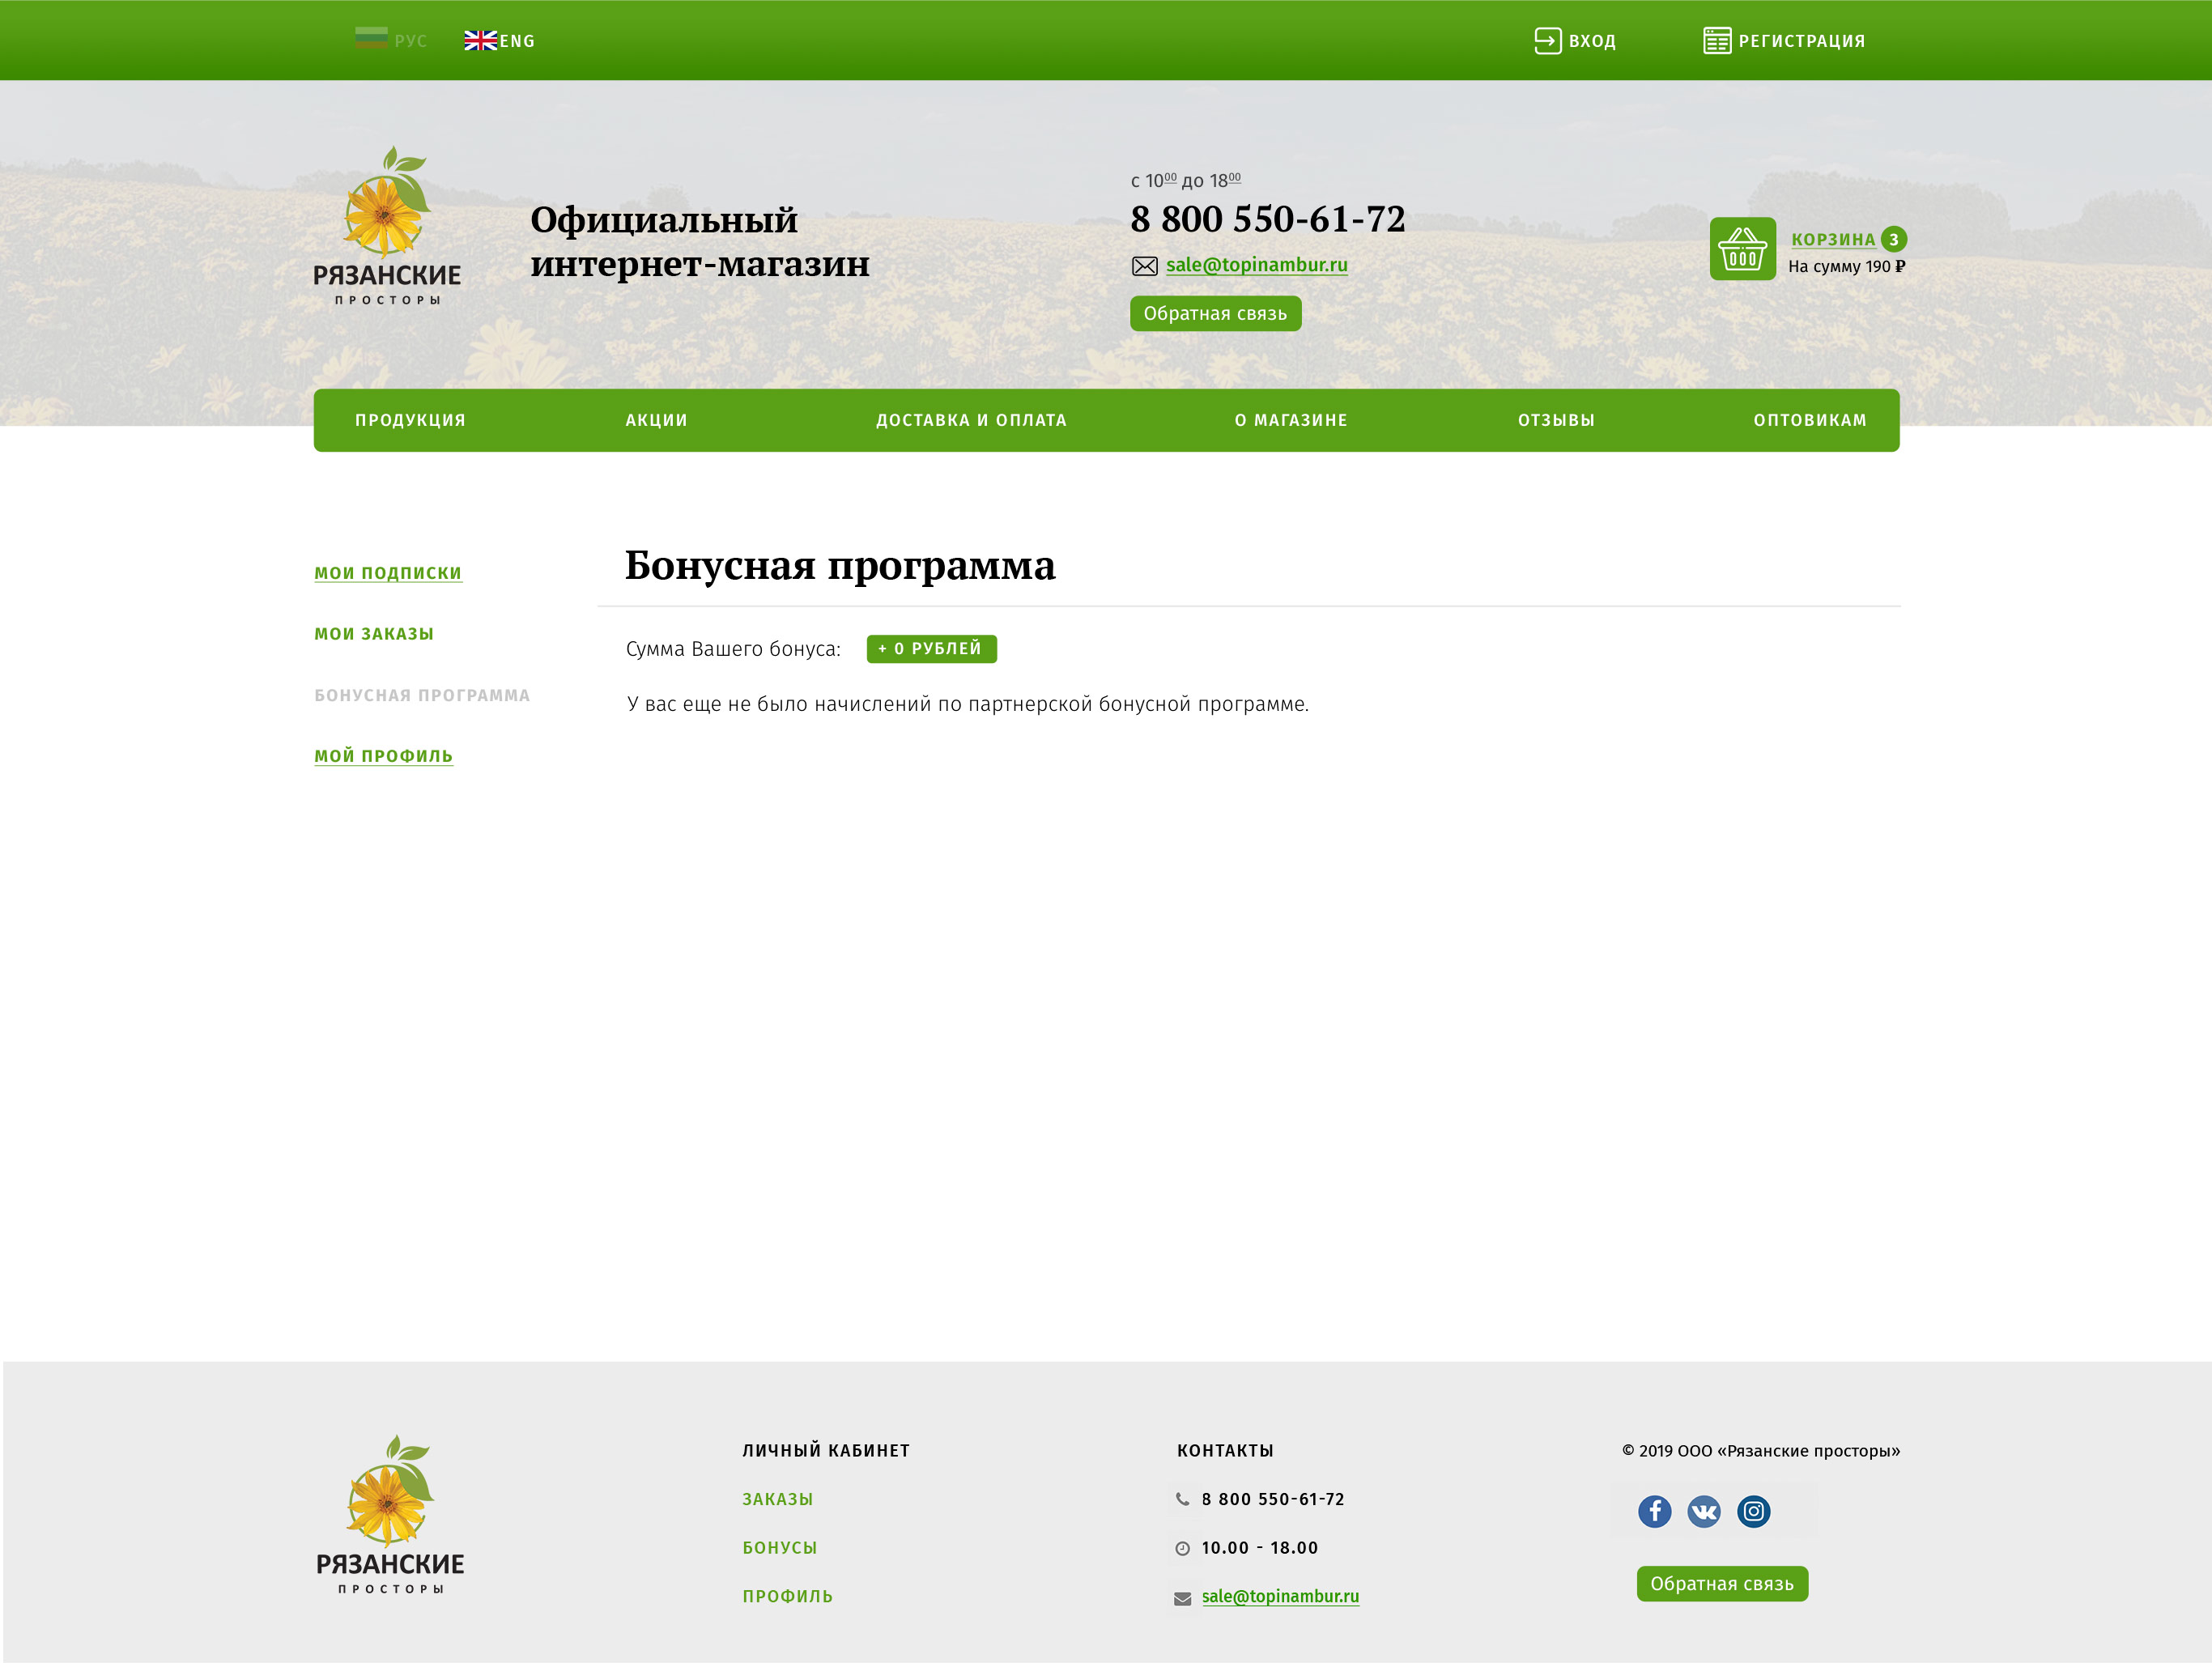 РУС
ENG
ВХОД
РЕГИСТРАЦИЯ
РЯЗАНСКИЕ
ПРОСТОРЫ
Официальный
интернет-магазин
с 10⁰⁰ до 18⁰⁰
8 800 550-61-72
sale@topinambur.ru
Обратная связь
КОРЗИНА 3
На сумму 190 ₽
ПРОДУКЦИЯ
АКЦИИ
ДОСТАВКА И ОПЛАТА
О МАГАЗИНЕ
ОТЗЫВЫ
ОПТОВИКАМ
МОИ ПОДПИСКИ
МОИ ЗАКАЗЫ
БОНУСНАЯ ПРОГРАММА
МОЙ ПРОФИЛЬ
Бонусная программа
Сумма Вашего бонуса: + 0 РУБЛЕЙ
У вас еще не было начислений по партнерской бонусной программе.
РЯЗАНСКИЕ
ПРОСТОРЫ
ЛИЧНЫЙ КАБИНЕТ
ЗАКАЗЫ
БОНУСЫ
ПРОФИЛЬ
КОНТАКТЫ
8 800 550-61-72
10.00 - 18.00
sale@topinambur.ru
© 2019 ООО «Рязанские просторы»
Обратная связь